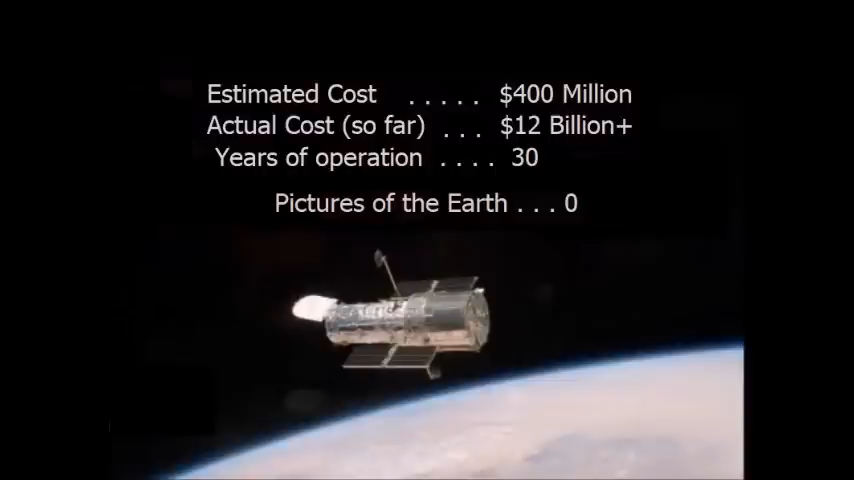 Estimated Cost ..... $400 Million
Actual Cost (so far) ... $12 Billion+
Years of operation .... 30
Pictures of the Earth ... 0